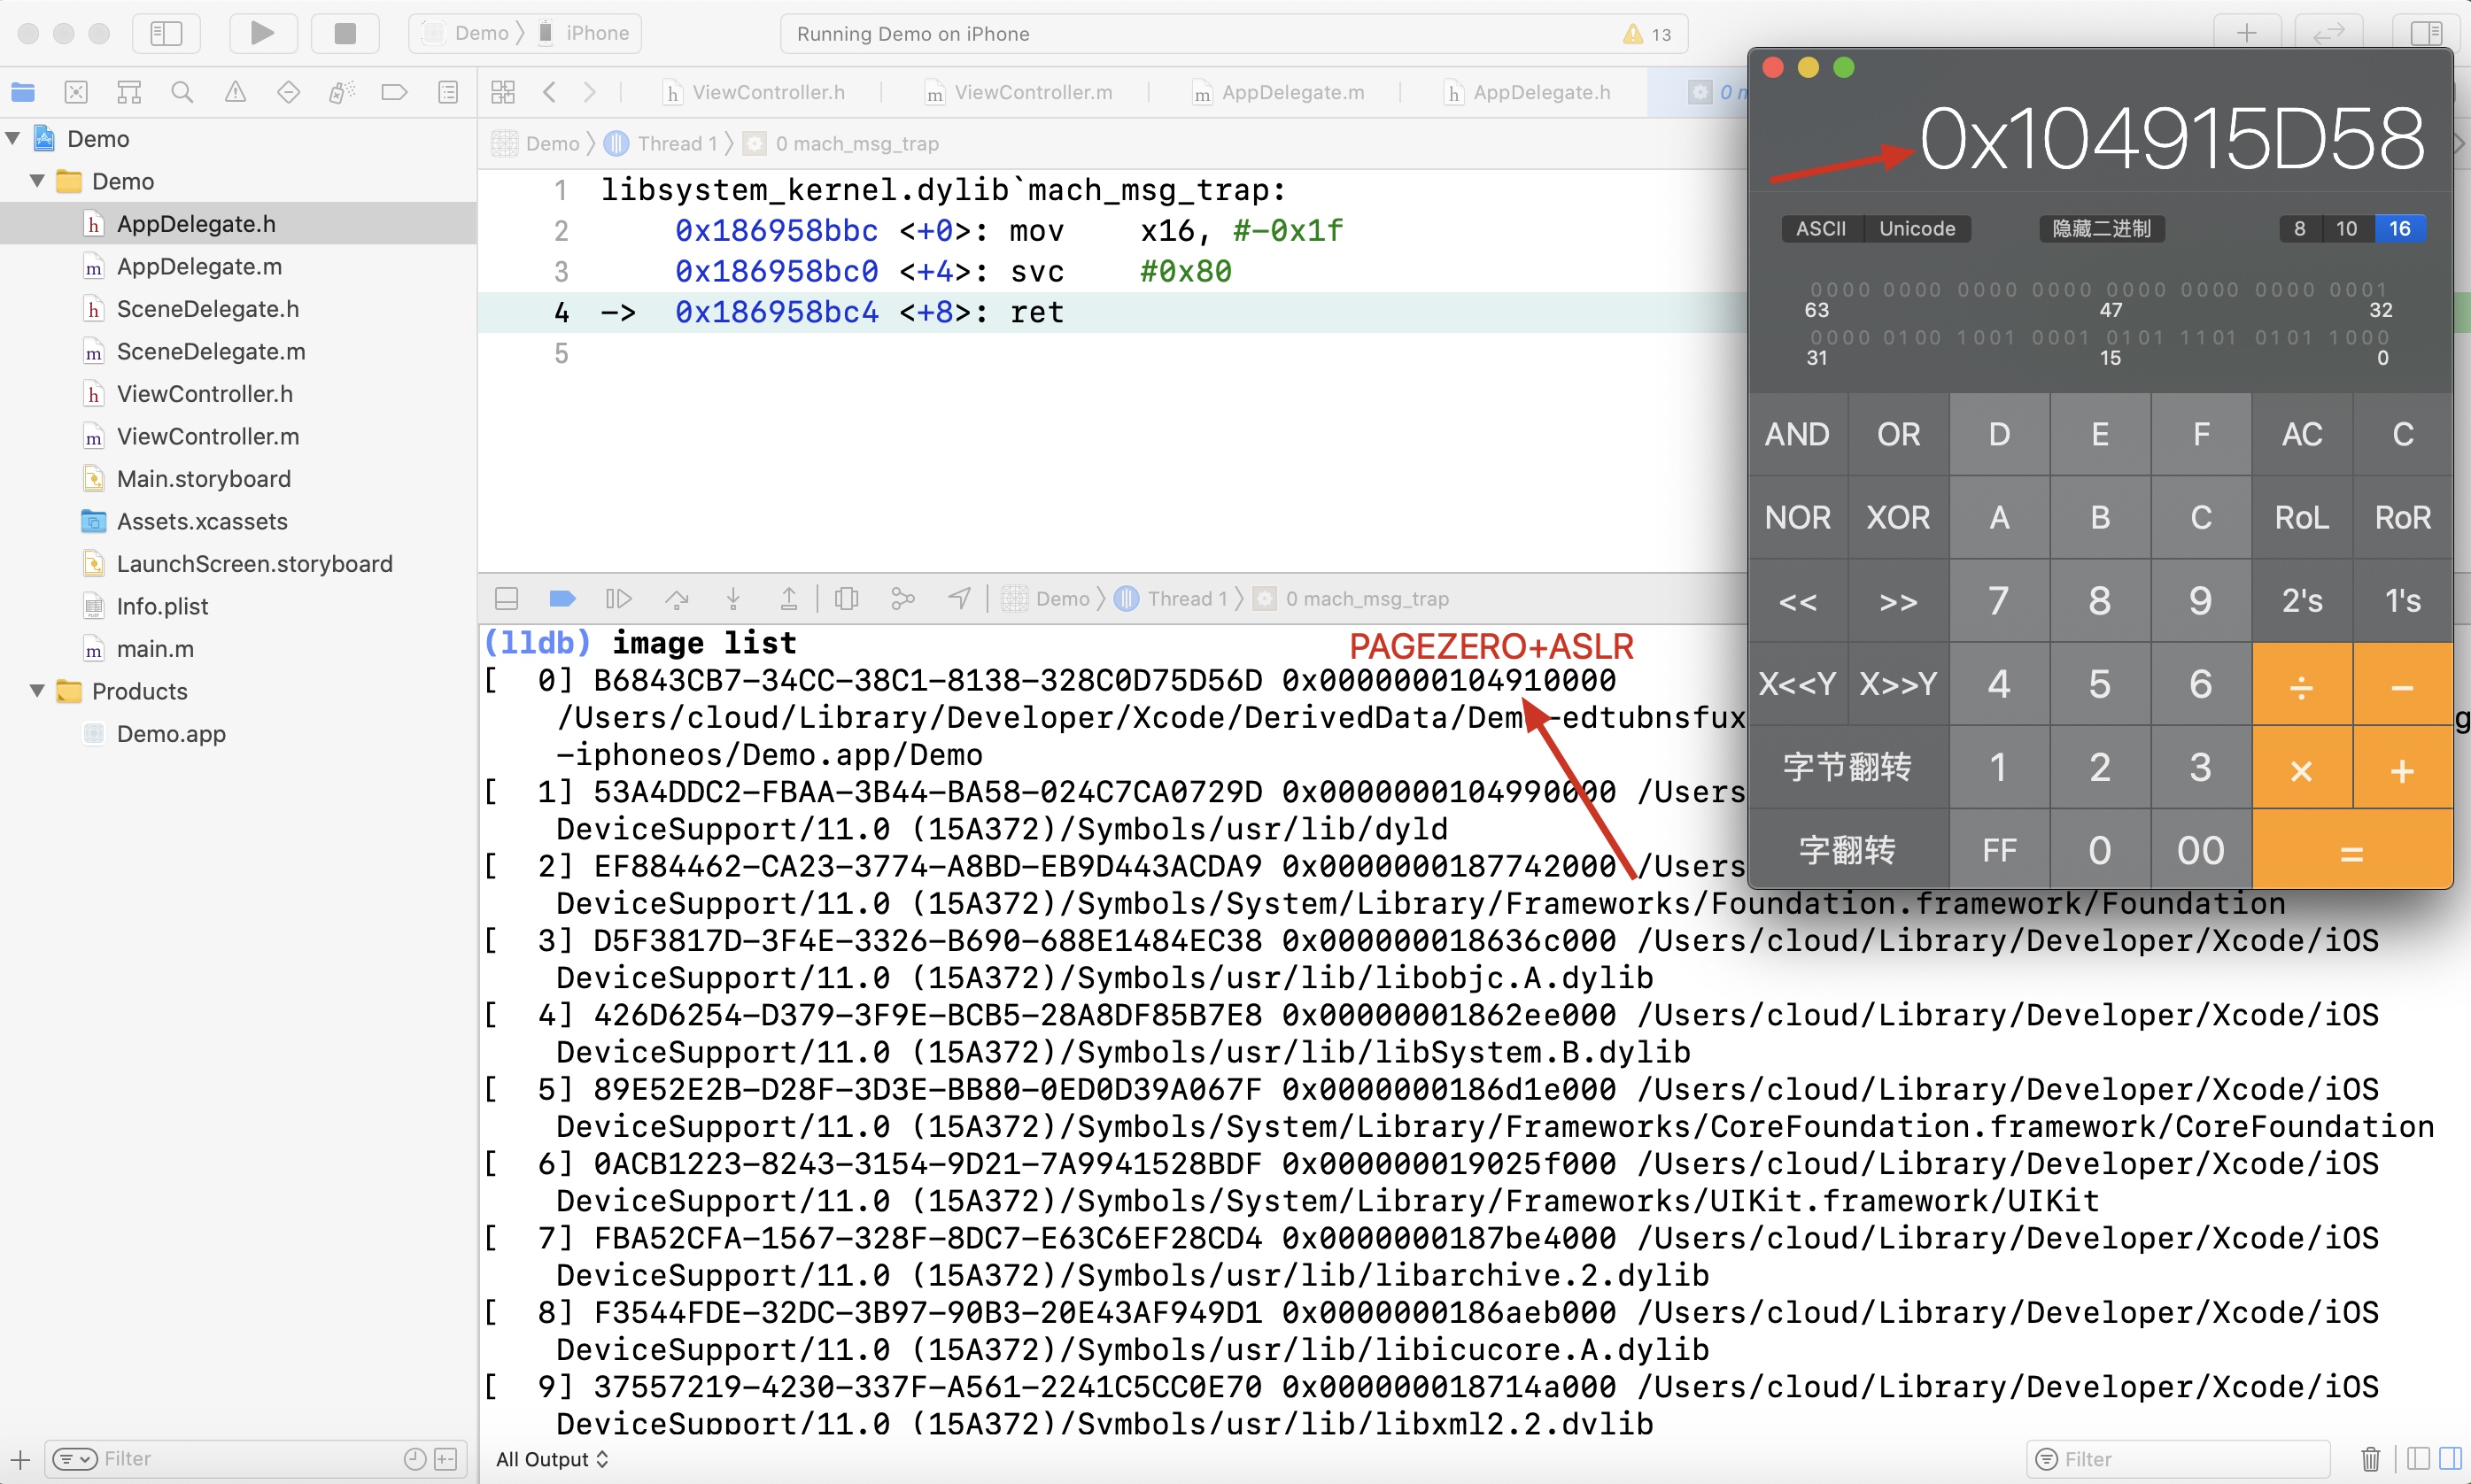 Demo 〉 iPhone
Running Demo on iPhone
13
ViewController.h
ViewController.m
AppDelegate.m
AppDelegate.h
Demo 〉 Thread 1 〉 0 mach_msg_trap
Demo
Demo
AppDelegate.h
AppDelegate.m
SceneDelegate.h
SceneDelegate.m
ViewController.h
ViewController.m
Main.storyboard
Assets.xcassets
LaunchScreen.storyboard
Info.plist
main.m
Products
Demo.app
Filter
1 libsystem_kernel.dylib`mach_msg_trap:
2 0x186958bbc <+0>: mov x16, #-0x1f
3 0x186958bc0 <+4>: svc #0x80
4 -> 0x186958bc4 <+8>: ret
5
Demo 〉 Thread 1 〉 0 mach_msg_trap
(lldb) image list
PAGEZERO+ASLR
[ 0] B6843CB7-34CC-38C1-8138-328C0D75D56D 0x0000000104910000
/Users/cloud/Library/Developer/Xcode/DerivedData/Demo-edtubnsfux
-iphoneos/Demo.app/Demo
[ 1] 53A4DDC2-FBAA-3B44-BA58-024C7CA0729D 0x0000000104990000 /Users
DeviceSupport/11.0 (15A372)/Symbols/usr/lib/dyld
[ 2] EF884462-CA23-3774-A8BD-EB9D443ACDA9 0x0000000187742000 /Users
DeviceSupport/11.0 (15A372)/Symbols/System/Library/Frameworks/Foundation.framework/Foundation
[ 3] D5F3817D-3F4E-3326-B690-688E1484EC38 0x000000018636c000 /Users/cloud/Library/Developer/Xcode/iOS
DeviceSupport/11.0 (15A372)/Symbols/usr/lib/libobjc.A.dylib
[ 4] 426D6254-D379-3F9E-BCB5-28A8DF85B7E8 0x00000001862ee000 /Users/cloud/Library/Developer/Xcode/iOS
DeviceSupport/11.0 (15A372)/Symbols/usr/lib/libSystem.B.dylib
[ 5] 89E52E2B-D28F-3D3E-BB80-0ED0D39A067F 0x0000000186d1e000 /Users/cloud/Library/Developer/Xcode/iOS
DeviceSupport/11.0 (15A372)/Symbols/System/Library/Frameworks/CoreFoundation.framework/CoreFoundation
[ 6] 0ACB1223-8243-3154-9D21-7A9941528BDF 0x000000019025f000 /Users/cloud/Library/Developer/Xcode/iOS
DeviceSupport/11.0 (15A372)/Symbols/System/Library/Frameworks/UIKit.framework/UIKit
[ 7] FBA52CFA-1567-328F-8DC7-E63C6EF28CD4 0x0000000187be4000 /Users/cloud/Library/Developer/Xcode/iOS
DeviceSupport/11.0 (15A372)/Symbols/usr/lib/libarchive.2.dylib
[ 8] F3544FDE-32DC-3B97-90B3-20E43AF949D1 0x0000000186aeb000 /Users/cloud/Library/Developer/Xcode/iOS
DeviceSupport/11.0 (15A372)/Symbols/usr/lib/libicucore.A.dylib
[ 9] 37557219-4230-337F-A561-2241C5CC0E70 0x000000018714a000 /Users/cloud/Library/Developer/Xcode/iOS
DeviceSupport/11.0 (15A372)/Symbols/usr/lib/libxml2.2.dylib
All Output
Filter
0x104915D58
ASCII Unicode 隐藏二进制 8 10 16
0000 0000 0000 0000 0000 0000 0000 0001
63 47 32
0000 0100 1001 0001 0101 1101 0101 1000
31 15 0
AND OR D E F AC C
NOR XOR A B C RoL RoR
<< >> 7 8 9 2's 1's
X<<Y X>>Y 4 5 6 ÷ −
字节翻转 1 2 3 × +
字翻转 FF 0 00 =